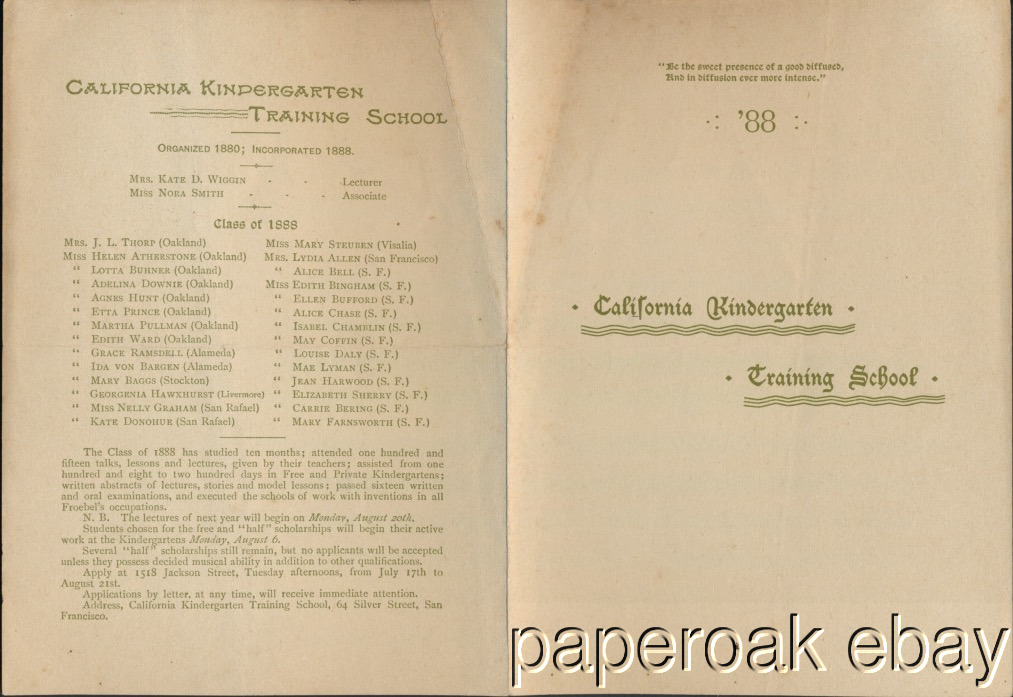 CALIFORNIA KINDERGARTEN
TRAINING SCHOOL
ORGANIZED 1880; INCORPORATED 1888.
MRS. KATE D. WIGGIN - - Lecturer
MISS NORA SMITH - - - Associate
Class of 1888
MRS. J. L. THORP (Oakland)
MISS HELEN ATHERSTONE (Oakland)
" LOTTA BUHNER (Oakland)
" ADELINA DOWNIE (Oakland)
" AGNES HUNT (Oakland)
" ETTA PRINCE (Oakland)
" MARTHA PULLMAN (Oakland)
" EDITH WARD (Oakland)
" GRACE RAMSDELL (Alameda)
" IDA VON BARGEN (Alameda)
" MARY BAGGS (Stockton)
" GEORGENIA HAWXHURST (Livermore)
" MISS NELLY GRAHAM (San Rafael)
" KATE DONOHUE (San Rafael)
MISS MARY STEUBEN (Visalia)
MRS. LYDIA ALLEN (San Francisco)
" ALICE BELL (S. F.)
MISS EDITH BINGHAM (S. F.)
" ELLEN BUFFORD (S. F.)
" ALICE CHASE (S. F.)
" ISABEL CHAMBLIN (S. F.)
" MAY COFFIN (S. F.)
" LOUISE DALY (S. F.)
" MAE LYMAN (S. F.)
" JEAN HARWOOD (S. F.)
" ELIZABETH SHERRY (S. F.)
" CARRIE BERING (S. F.)
" MARY FARNSWORTH (S. F.)
The Class of 1888 has studied ten months; attended one hundred and
fifteen talks, lessons and lectures, given by their teachers; assisted from one
hundred and eight to two hundred days in Free and Private Kindergartens;
written abstracts of lectures, stories and model lessons; passed sixteen written
and oral examinations, and executed the schools of work with inventions in all
Froebel's occupations.
N. B. The lectures of next year will begin on Monday, August 20th.
Students chosen for the free and "half" scholarships will begin their active
work at the Kindergartens Monday, August 6.
Several "half" scholarships still remain, but no applicants will be accepted
unless they possess decided musical ability in addition to other qualifications.
Apply at 1518 Jackson Street, Tuesday afternoons, from July 17th to
August 21st.
Applications by letter, at any time, will receive immediate attention.
Address, California Kindergarten Training School, 64 Silver Street, San
Francisco.
"Be the sweet presence of a good diffused,
And in diffusion ever more intense."
'88
California Kindergarten
Training School
paperoak ebay